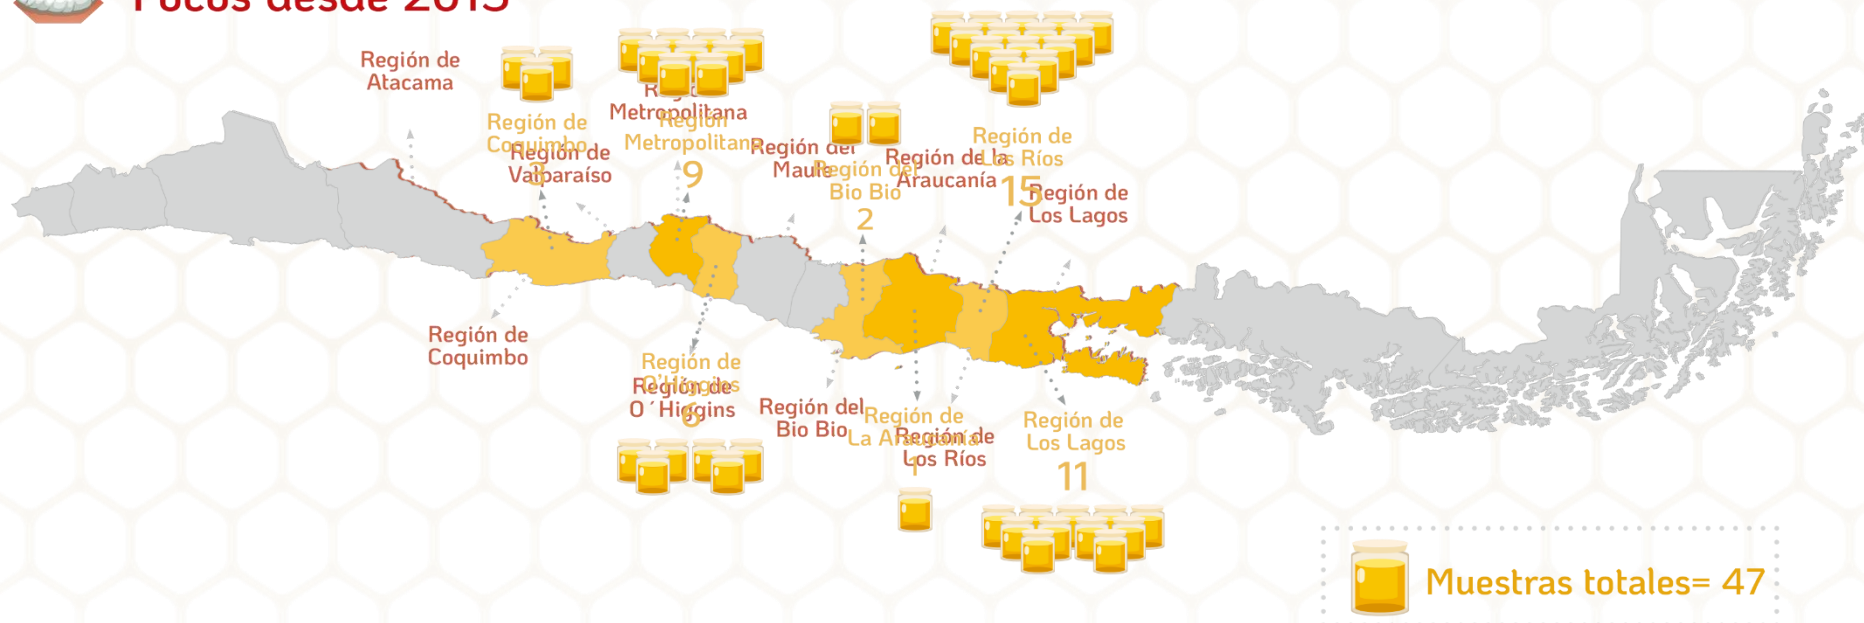 Focos desde 2015
Región de
Atacama
Región de
Coquimbo
3
Región de
Valparaíso
Región
Metropolitana
Región
Metropolitana
9
Región del
Maule
Región del
Bio Bio
2
Región de la
Araucanía
Región de
Los Ríos
15
Región de
Los Lagos
Región de
Coquimbo
Región de
O'Higgins
6
Región de
O´Higgins
Región del
Bio Bio
Región de
La Araucanía
1
Región de
Los Ríos
Región de
Los Lagos
11
Muestras totales= 47